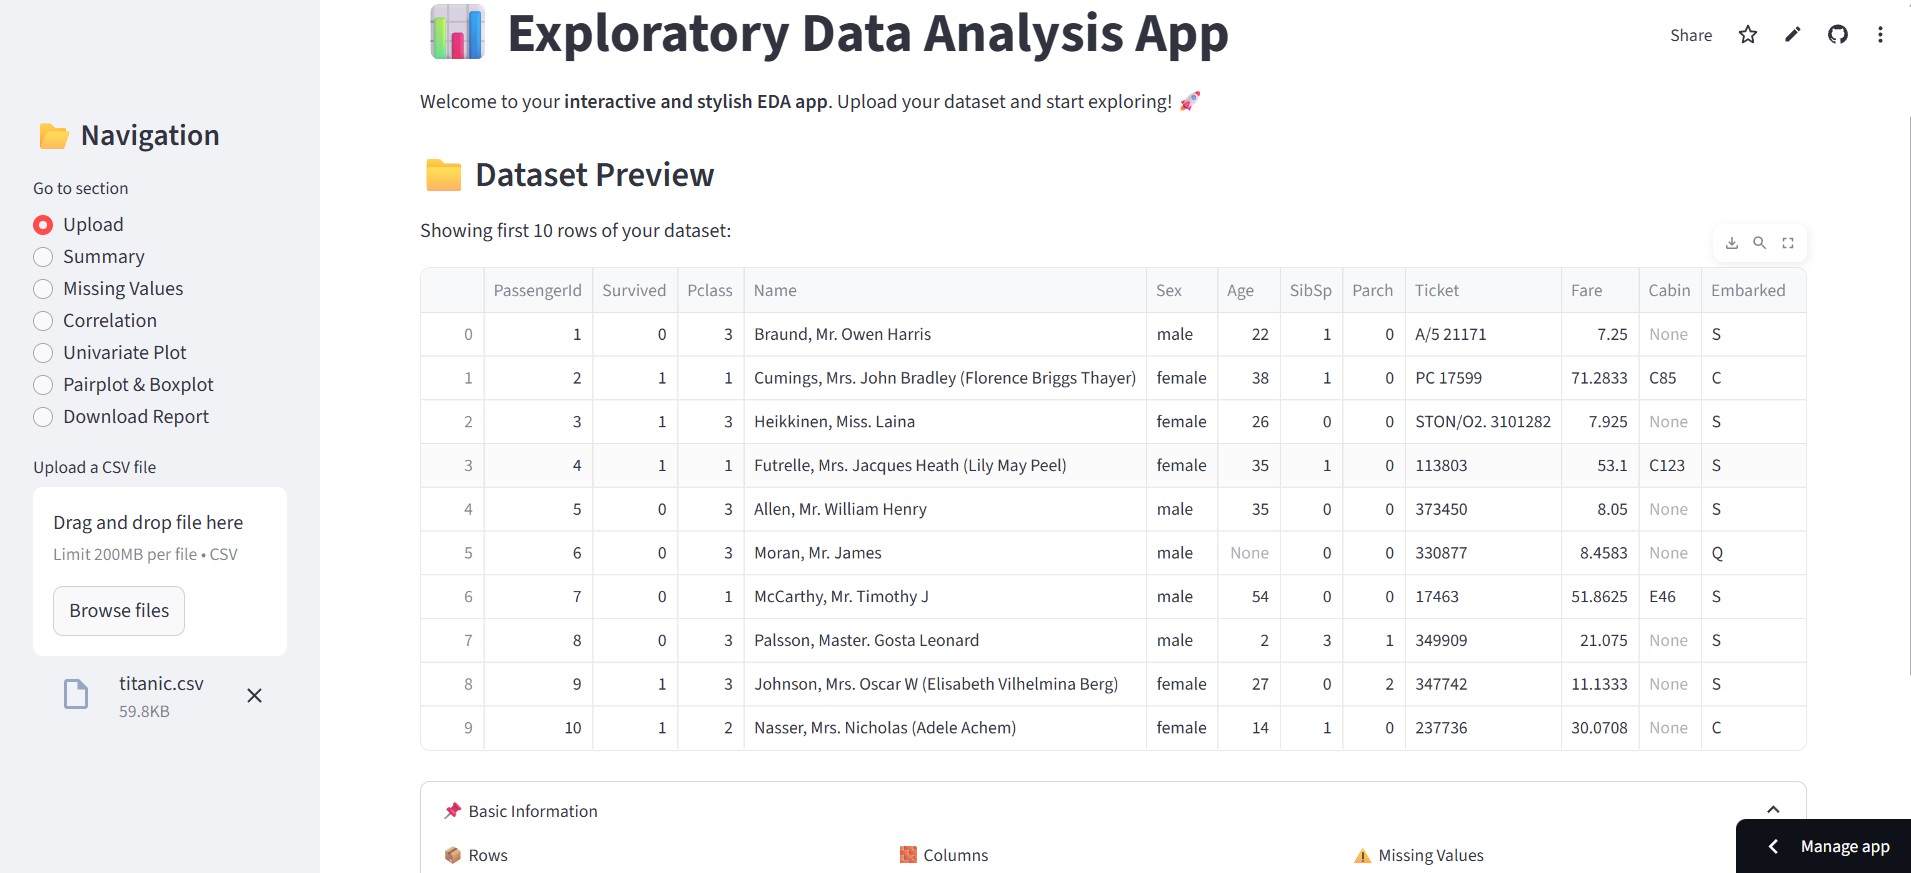 Exploratory Data Analysis App
Share
Welcome to your interactive and stylish EDA app. Upload your dataset and start exploring!
Navigation
Go to section
Upload
Summary
Missing Values
Correlation
Univariate Plot
Pairplot & Boxplot
Download Report
Upload a CSV file
Drag and drop file here
Limit 200MB per file • CSV
Browse files
titanic.csv
59.8KB
Dataset Preview
Showing first 10 rows of your dataset:
PassengerId Survived Pclass Name Sex Age SibSp Parch Ticket Fare Cabin Embarked
0 1 0 3 Braund, Mr. Owen Harris male 22 1 0 A/5 21171 7.25 None S
1 2 1 1 Cumings, Mrs. John Bradley (Florence Briggs Thayer) female 38 1 0 PC 17599 71.2833 C85 C
2 3 1 3 Heikkinen, Miss. Laina female 26 0 0 STON/O2. 3101282 7.925 None S
3 4 1 1 Futrelle, Mrs. Jacques Heath (Lily May Peel) female 35 1 0 113803 53.1 C123 S
4 5 0 3 Allen, Mr. William Henry male 35 0 0 373450 8.05 None S
5 6 0 3 Moran, Mr. James male None 0 0 330877 8.4583 None Q
6 7 0 1 McCarthy, Mr. Timothy J male 54 0 0 17463 51.8625 E46 S
7 8 0 3 Palsson, Master. Gosta Leonard male 2 3 1 349909 21.075 None S
8 9 1 3 Johnson, Mrs. Oscar W (Elisabeth Vilhelmina Berg) female 27 0 2 347742 11.1333 None S
9 10 1 2 Nasser, Mrs. Nicholas (Adele Achem) female 14 1 0 237736 30.0708 None C
Basic Information
Rows Columns Missing Values
Manage app